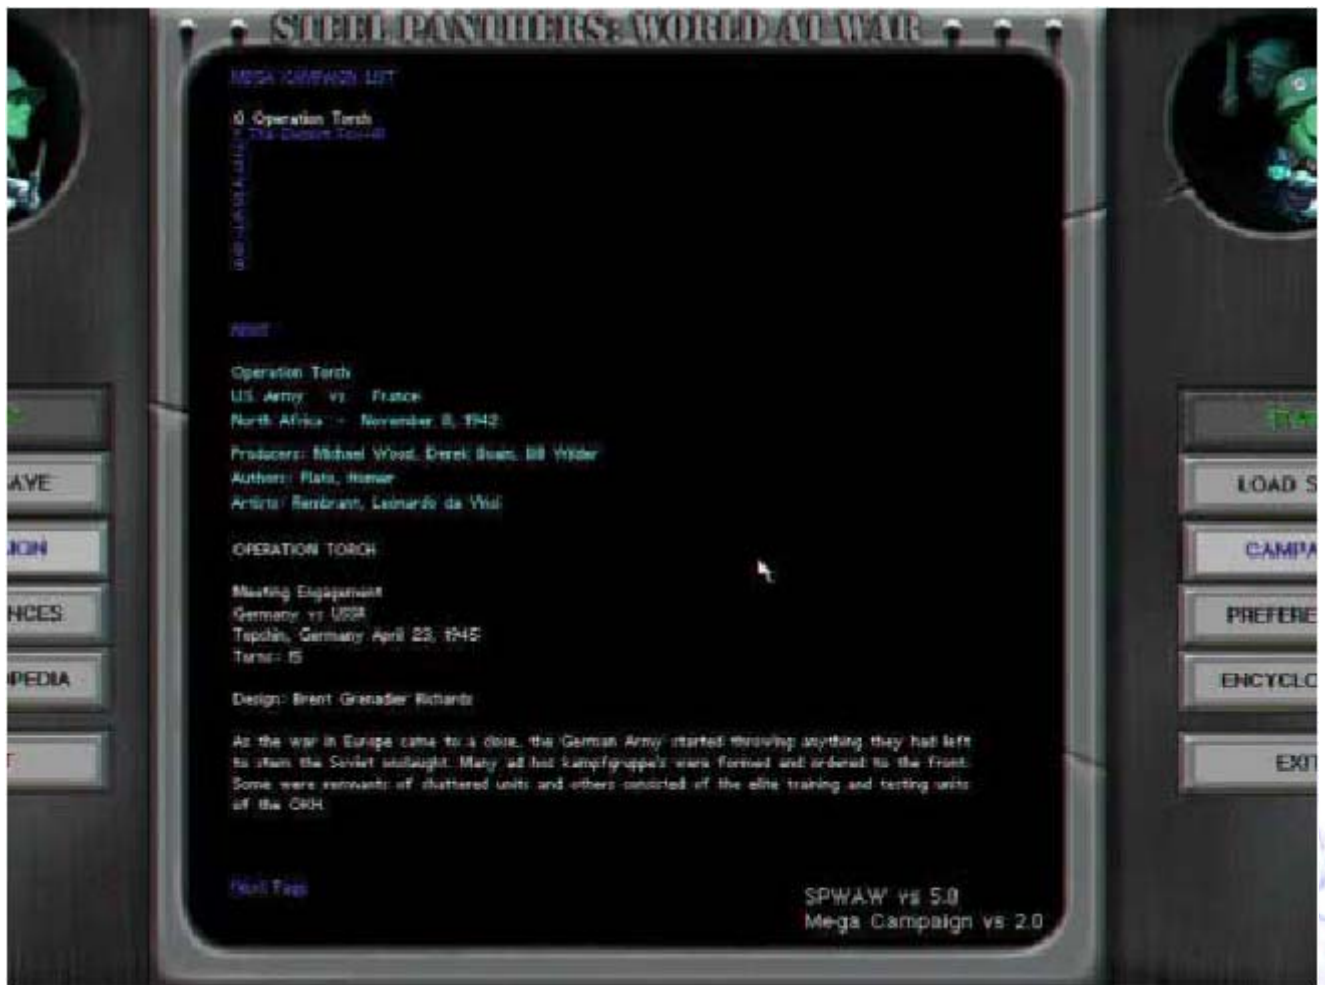 STEEL PANTHERS: WORLD AT WAR
MEGA CAMPAIGN LIST
0 Operation Torch
NEXT
Operation Torch
U.S. Army vs France
North Africa - November 8, 1942
Producers: Michael Wood, Derek Bill Wilder
Authors: Plato, Homer
Artists: Rembrant, Leonardo da Vinci
OPERATION TORCH
Meeting Engagement
Germany vs USSR
Germany April 23, 1945
Turns: 15
Design: Brent Grenadier Richards
As the war in Europe came to a close, the German Army started throwing anything they had left
to stem the Soviet onslaught. Many ad hoc kampfgruppe's were formed and ordered to the front.
Some were remnants of shattered units and others consisted of the elite training and testing units
of the OKH.
Next Page
SPWAW vs 5.0
Mega Campaign vs 2.0
AVE
IGN
NCES
PEDIA
T
LOAD S
CAMPA
PREFERE
ENCYCLO
EXIT